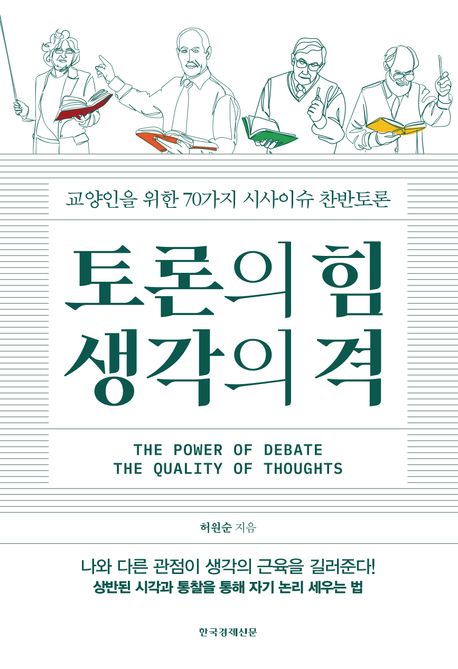 교양인을 위한 70가지 시사이슈 찬반토론
토론의 힘
생각의 격
THE POWER OF DEBATE
THE QUALITY OF THOUGHTS
허원순 지음
나와 다른 관점이 생각의 근육을 길러준다!
상반된 시각과 통찰을 통해 자기 논리 세우는 법
한국경제신문